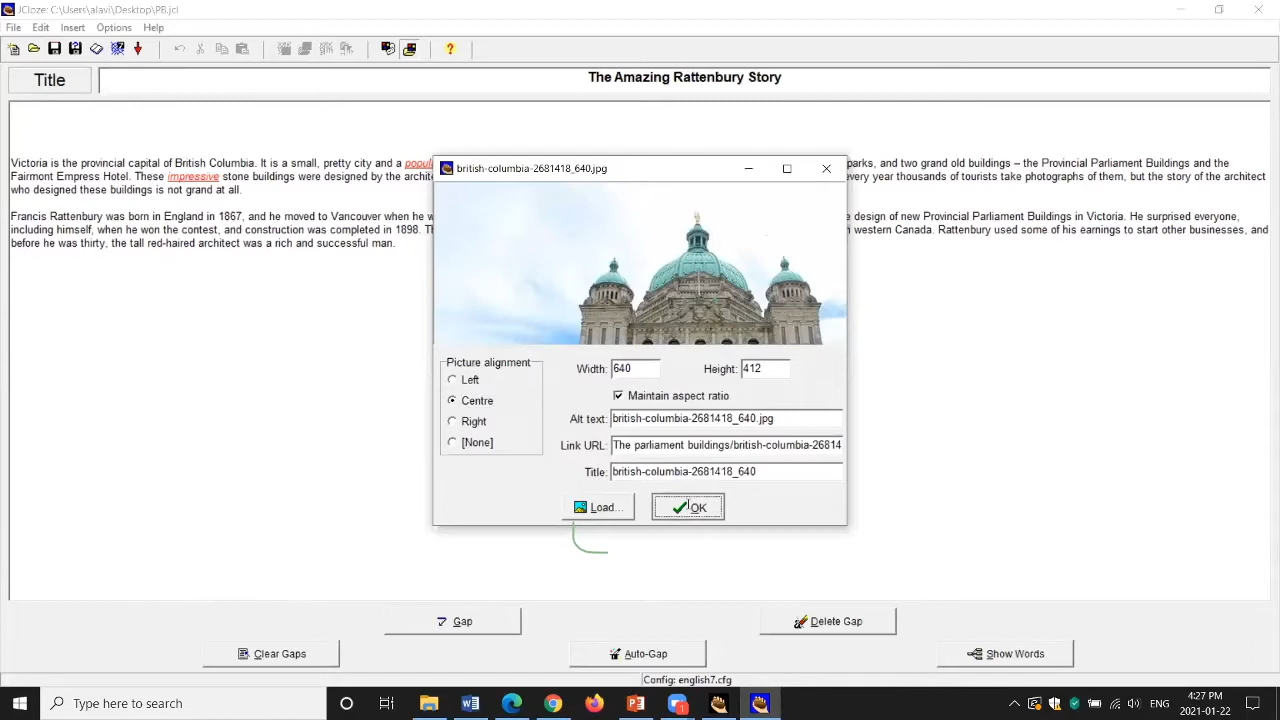 JCloze: C:\Users\alavi\Desktop\PB.jcl
File Edit Insert Options Help
Title
The Amazing Rattenbury Story
Victoria is the provincial capital of British Columbia. It is a small, pretty city and a parks, and two grand old buildings – the Provincial Parliament Buildings and the
Fairmont Empress Hotel. These impressive stone buildings were designed by the every year thousands of tourists take photographs of them, but the story of the architect
who designed these buildings is not grand at all.
Francis Rattenbury was born in England in 1867, and he moved to Vancouver when he design of new Provincial Parliament Buildings in Victoria. He surprised everyone,
including himself, when he won the contest, and construction was completed in 1898. western Canada. Rattenbury used some of his earnings to start other businesses, and
before he was thirty, the tall red-haired architect was a rich and successful man.
british-columbia-2681418_640.jpg
Picture alignment
Left
Centre
Right
[None]
Width: 640 Height: 412
Maintain aspect ratio
Alt text: british-columbia-2681418_640.jpg
Link URL: The parliament buildings/british-columbia-26814
Title: british-columbia-2681418_640
Load... OK
Gap Delete Gap
Clear Gaps Auto-Gap Show Words
Config: english7.cfg
Type here to search
1
ENG
4:27 PM
2021-01-22